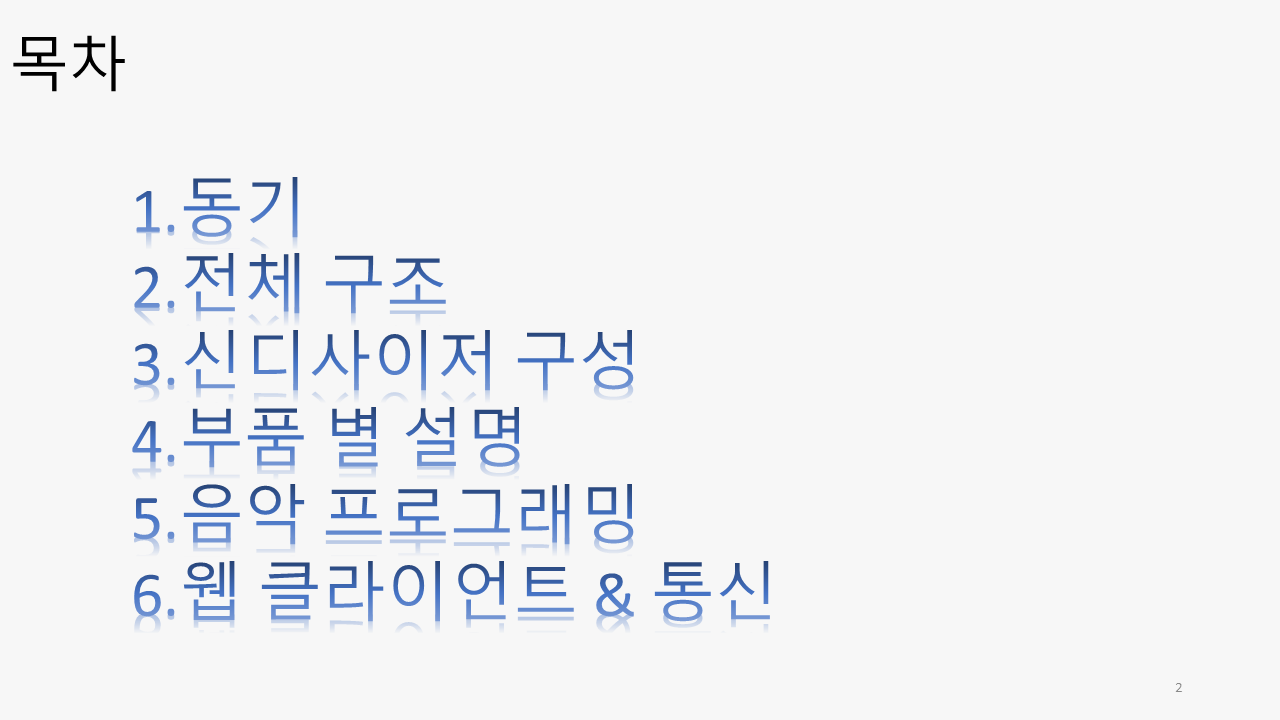 목차
1.동기
2.전체 구조
3.신디사이저 구성
4.부품 별 설명
5.음악 프로그래밍
6.웹 클라이언트 & 통신
2